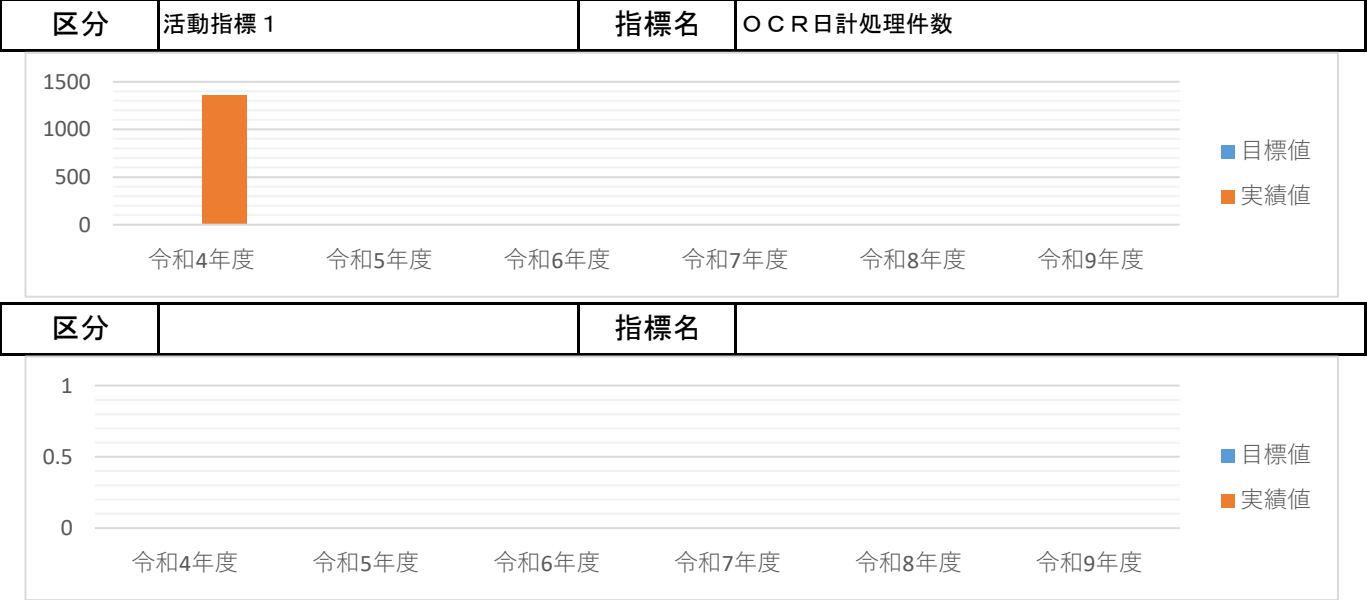 区分 活動指標１ 指標名 ＯＣＲ日計処理件数
1500
1000
500
0
令和4年度 令和5年度 令和6年度 令和7年度 令和8年度 令和9年度
目標値
実績値
区分 指標名
1
0.5
0
令和4年度 令和5年度 令和6年度 令和7年度 令和8年度 令和9年度
目標値
実績値